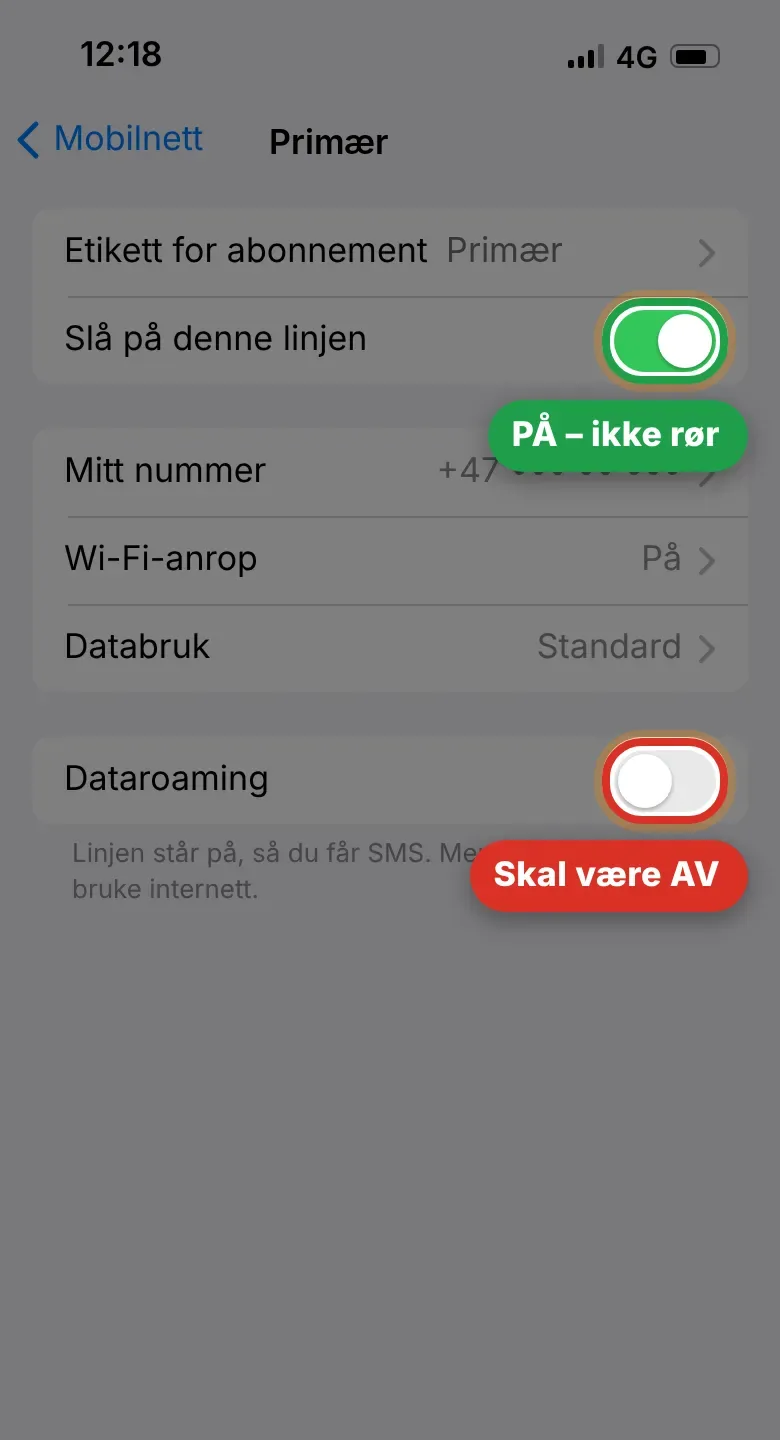 12:18
4G
Mobilnett
Primær
Etikett for abonnement Primær
Slå på denne linjen
PÅ – ikke rør
Mitt nummer +47
Wi-Fi-anrop På
Databruk Standard
Dataroaming
Linjen står på, så du får SMS.
bruke internett.
Skal være AV